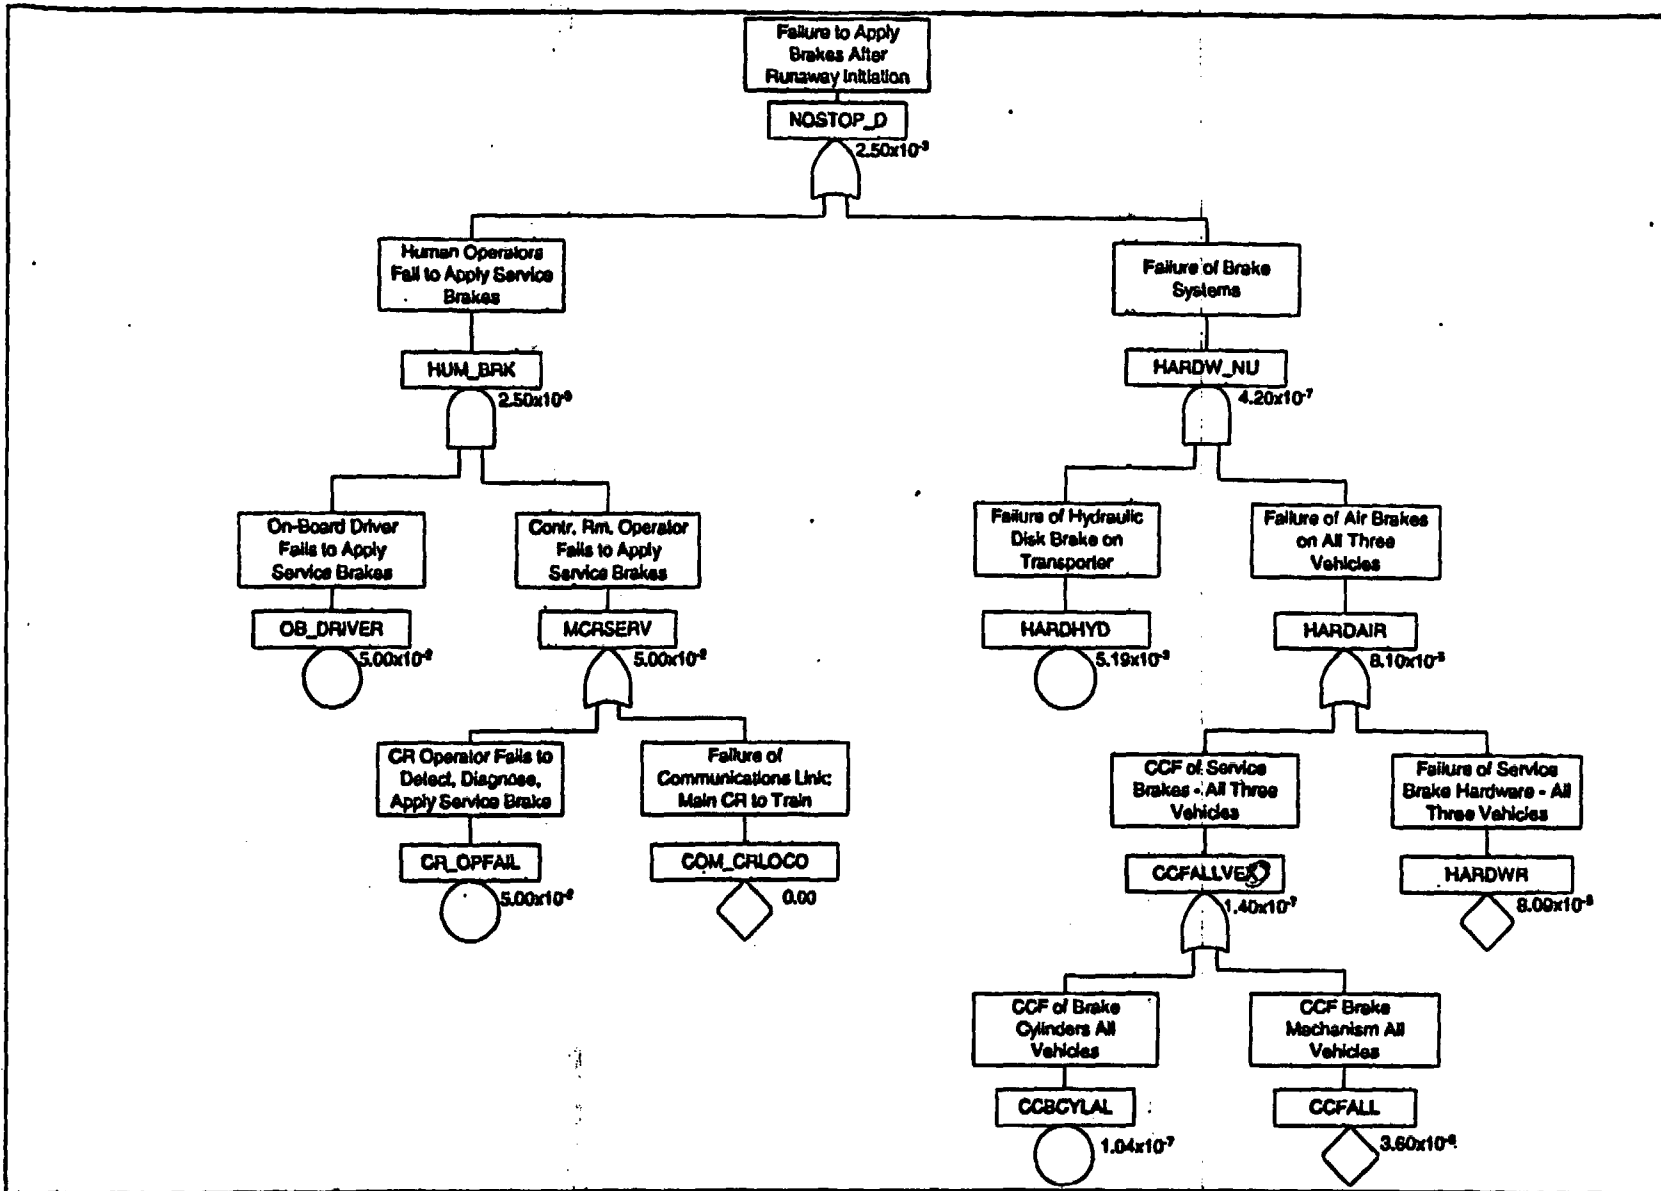 Failure to Apply
Brakes After
Runaway Initiation
NOSTOP_D
2.50x10⁻³
Human Operators
Fail to Apply Service
Brakes
Failure of Brake
Systems
HUM_BRK
2.50x10⁻³
HARDW_NU
4.20x10⁻⁷
On-Board Driver
Fails to Apply
Service Brakes
Contr. Rm. Operator
Fails to Apply
Service Brakes
Failure of Hydraulic
Disk Brake on
Transporter
Failure of Air Brakes
on All Three
Vehicles
OB_DRIVER
5.00x10⁻²
MCRSERV
5.00x10⁻²
HARDHYD
5.19x10⁻³
HARDAIR
8.10x10⁻⁵
CR Operator Fails to
Detect, Diagnose,
Apply Service Brake
Failure of
Communications Link:
Main CR to Train
CCF of Service
Brakes - All Three
Vehicles
Failure of Service
Brake Hardware - All
Three Vehicles
CR_OPFAIL
5.00x10⁻²
COM_CRLOCO
0.00
CCFALLVE
1.40x10⁻⁷
HARDWR
8.09x10⁻⁵
CCF of Brake
Cylinders All
Vehicles
CCF Brake
Mechanism All
Vehicles
CCBCYLAL
1.04x10⁻⁷
CCFALL
3.60x10⁻⁸